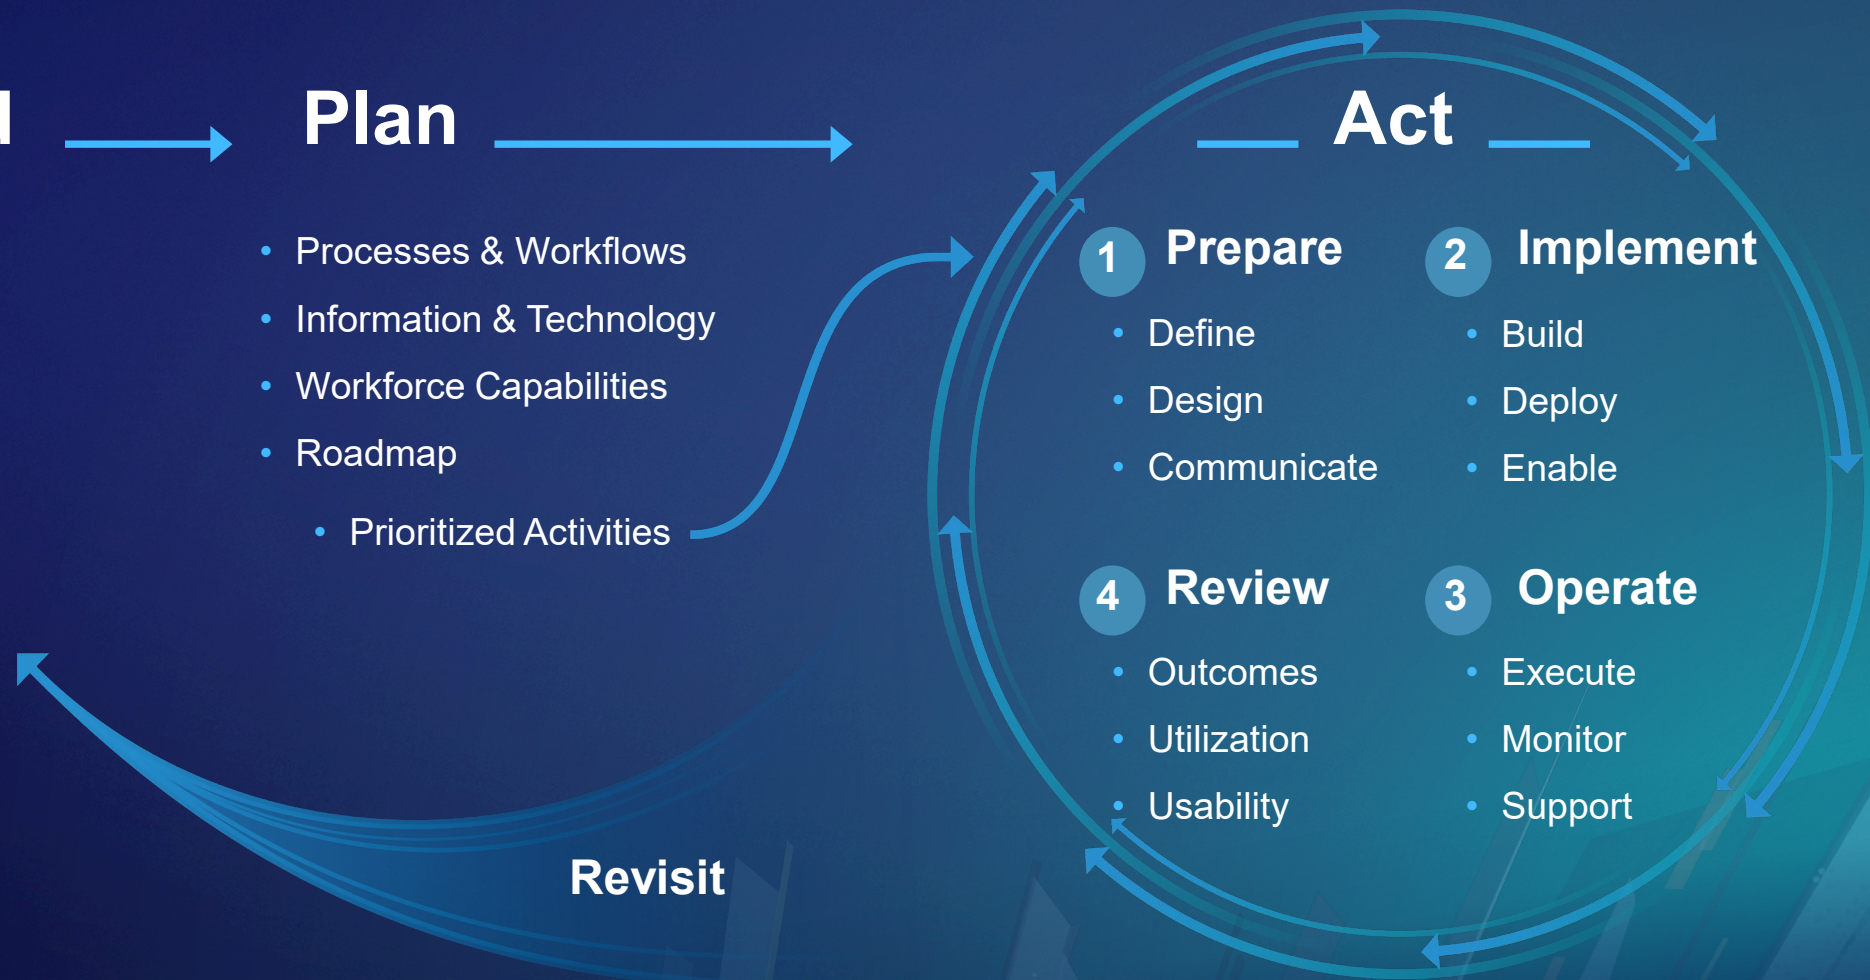 Plan
Processes & Workflows
Information & Technology
Workforce Capabilities
Roadmap
Prioritized Activities
Revisit
Act
1 Prepare
Define
Design
Communicate
2 Implement
Build
Deploy
Enable
3 Operate
Execute
Monitor
Support
4 Review
Outcomes
Utilization
Usability